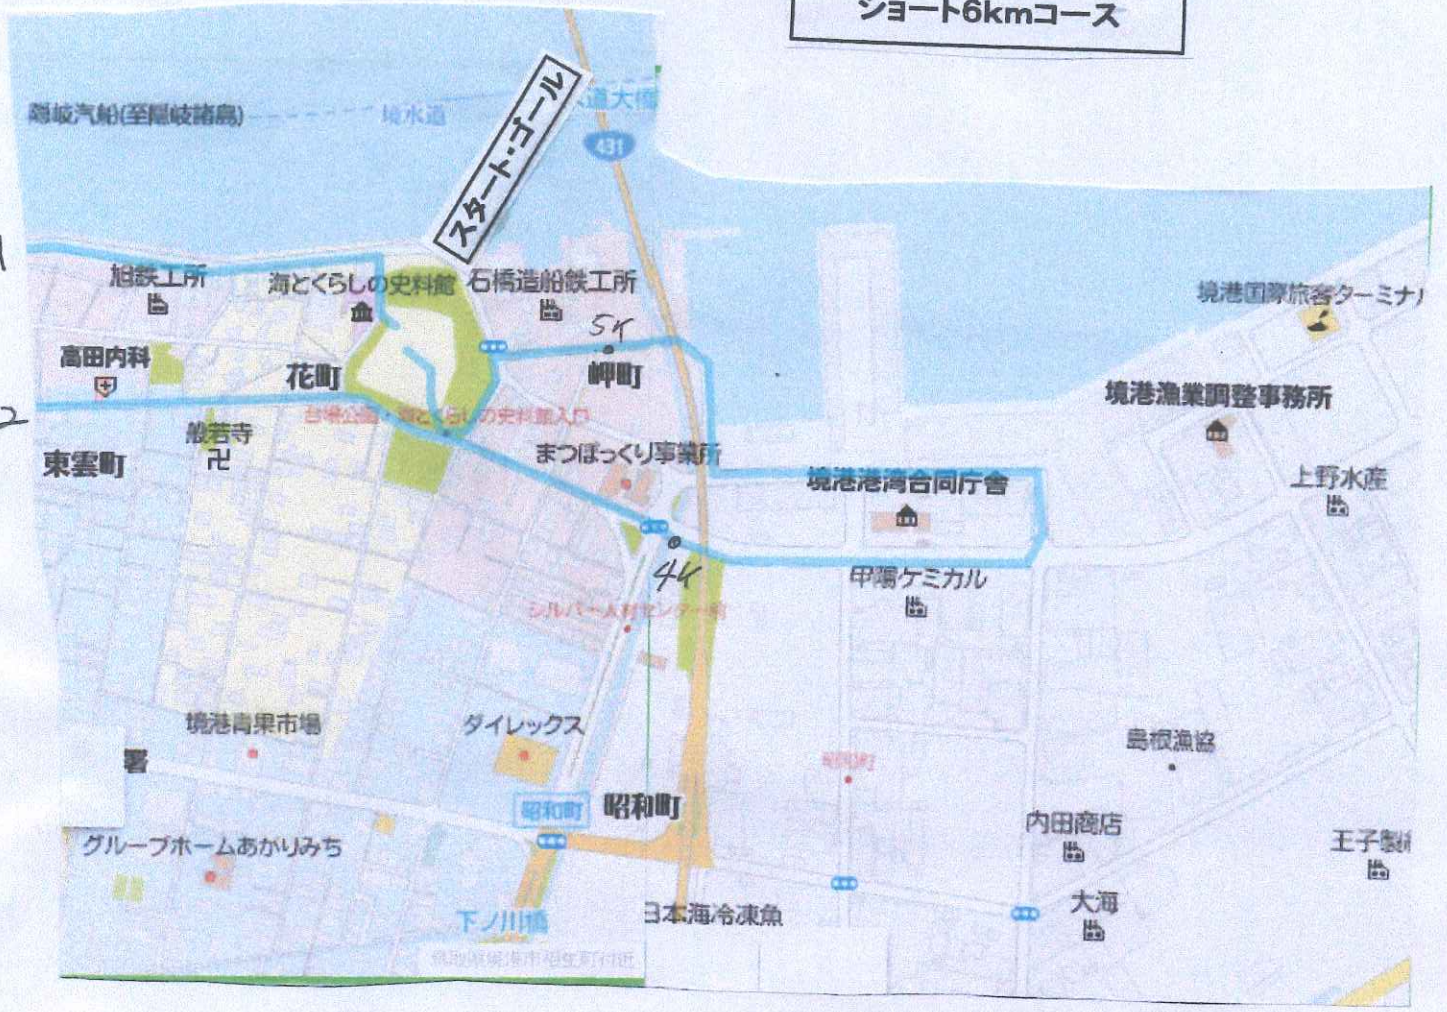 ショート6kmコース
スタート・ゴール
隠岐汽船(至隠岐諸島)
境水道
水道大橋
431
旭鉄工所
海とくらしの史料館
石橋造船鉄工所
境港国際旅客ターミナ
5K
高田内科
花町
岬町
境港漁業調整事務所
2
台場公園・海とくらしの史料館入口
般若寺
東雲町
まつぼっくり事業所
境港港湾合同庁舎
上野水産
4K
甲陽ケミカル
シルバー人材センター前
境港青果市場
ダイレックス
島根漁協
署
昭和町
昭和町
昭和町
内田商店
グループホームあかりみち
王子製
大海
下ノ川橋
日本海冷凍魚